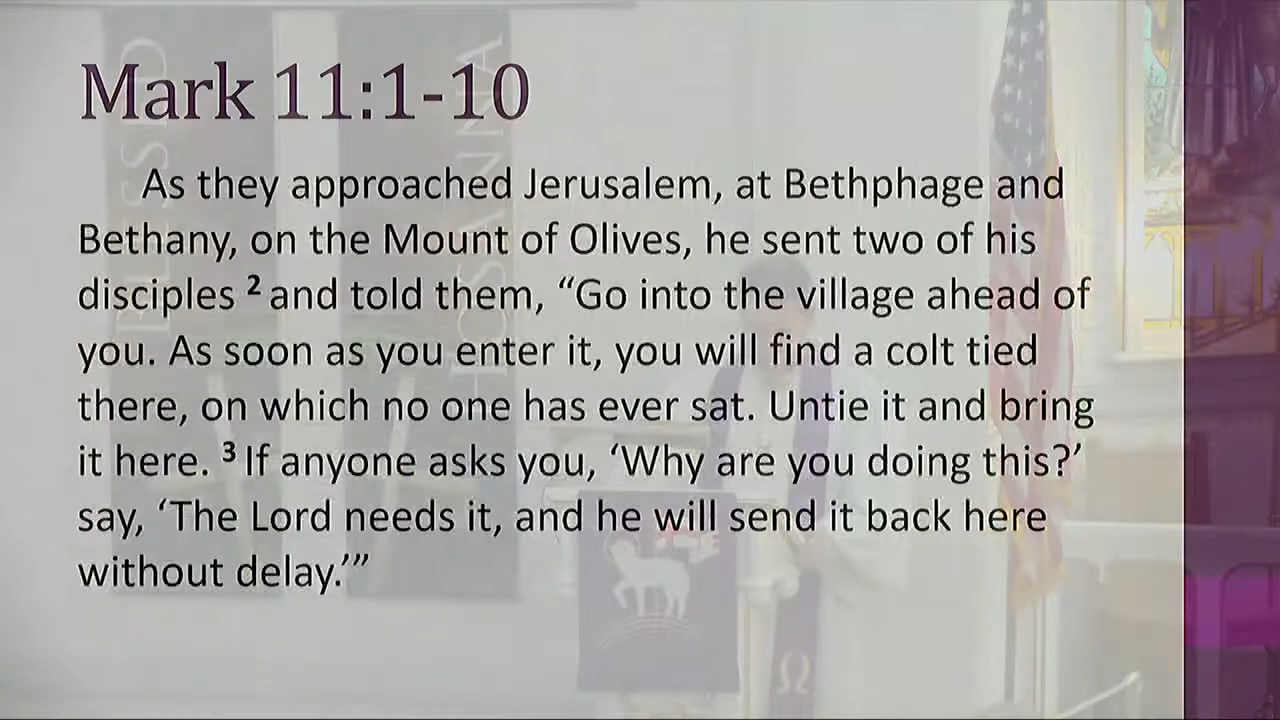 Mark 11:1-10
As they approached Jerusalem, at Bethphage and
Bethany, on the Mount of Olives, he sent two of his
disciples ² and told them, “Go into the village ahead of
you. As soon as you enter it, you will find a colt tied
there, on which no one has ever sat. Untie it and bring
it here. ³ If anyone asks you, ‘Why are you doing this?’
say, ‘The Lord needs it, and he will send it back here
without delay.’”
BLESSED
HOSANNA
Ω